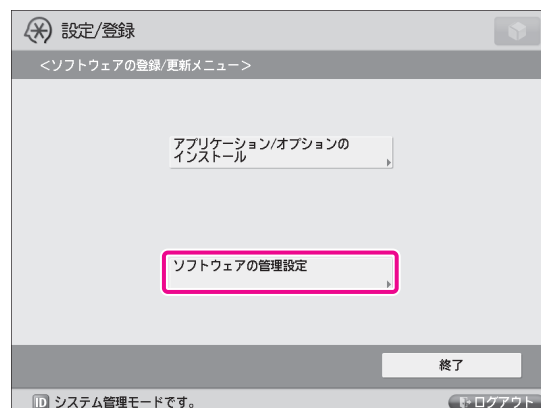 設定/登録
<ソフトウェアの登録/更新メニュー>
アプリケーション/オプションの
インストール
ソフトウェアの管理設定
終了
ID システム管理モードです。
ログアウト